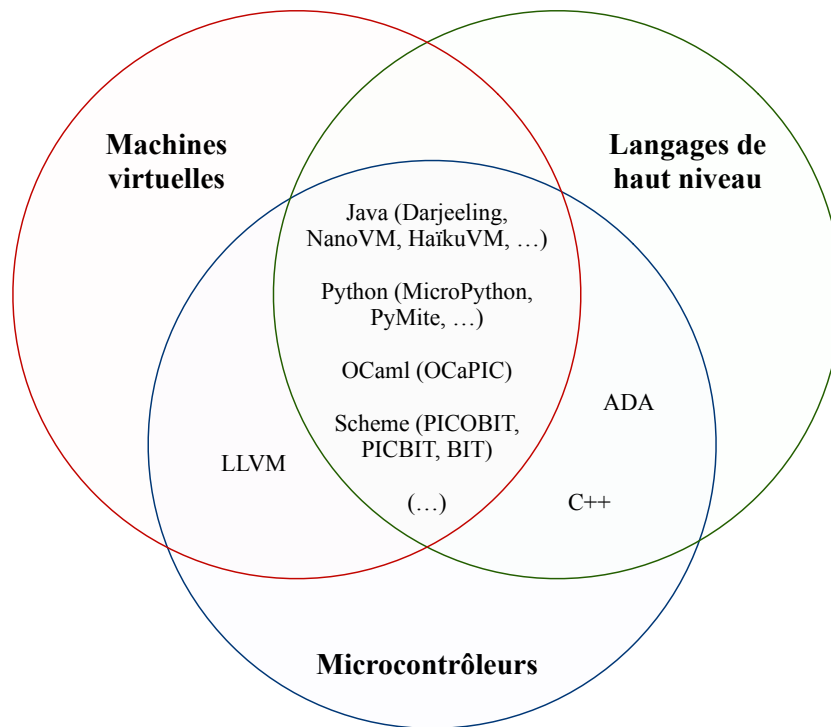 Machines
virtuelles
Langages de
haut niveau
Java (Darjeeling,
NanoVM, HaïkuVM, …)
Python (MicroPython,
PyMite, …)
OCaml (OCaPIC)
Scheme (PICOBIT,
PICBIT, BIT)
(…)
LLVM
ADA
C++
Microcontrôleurs